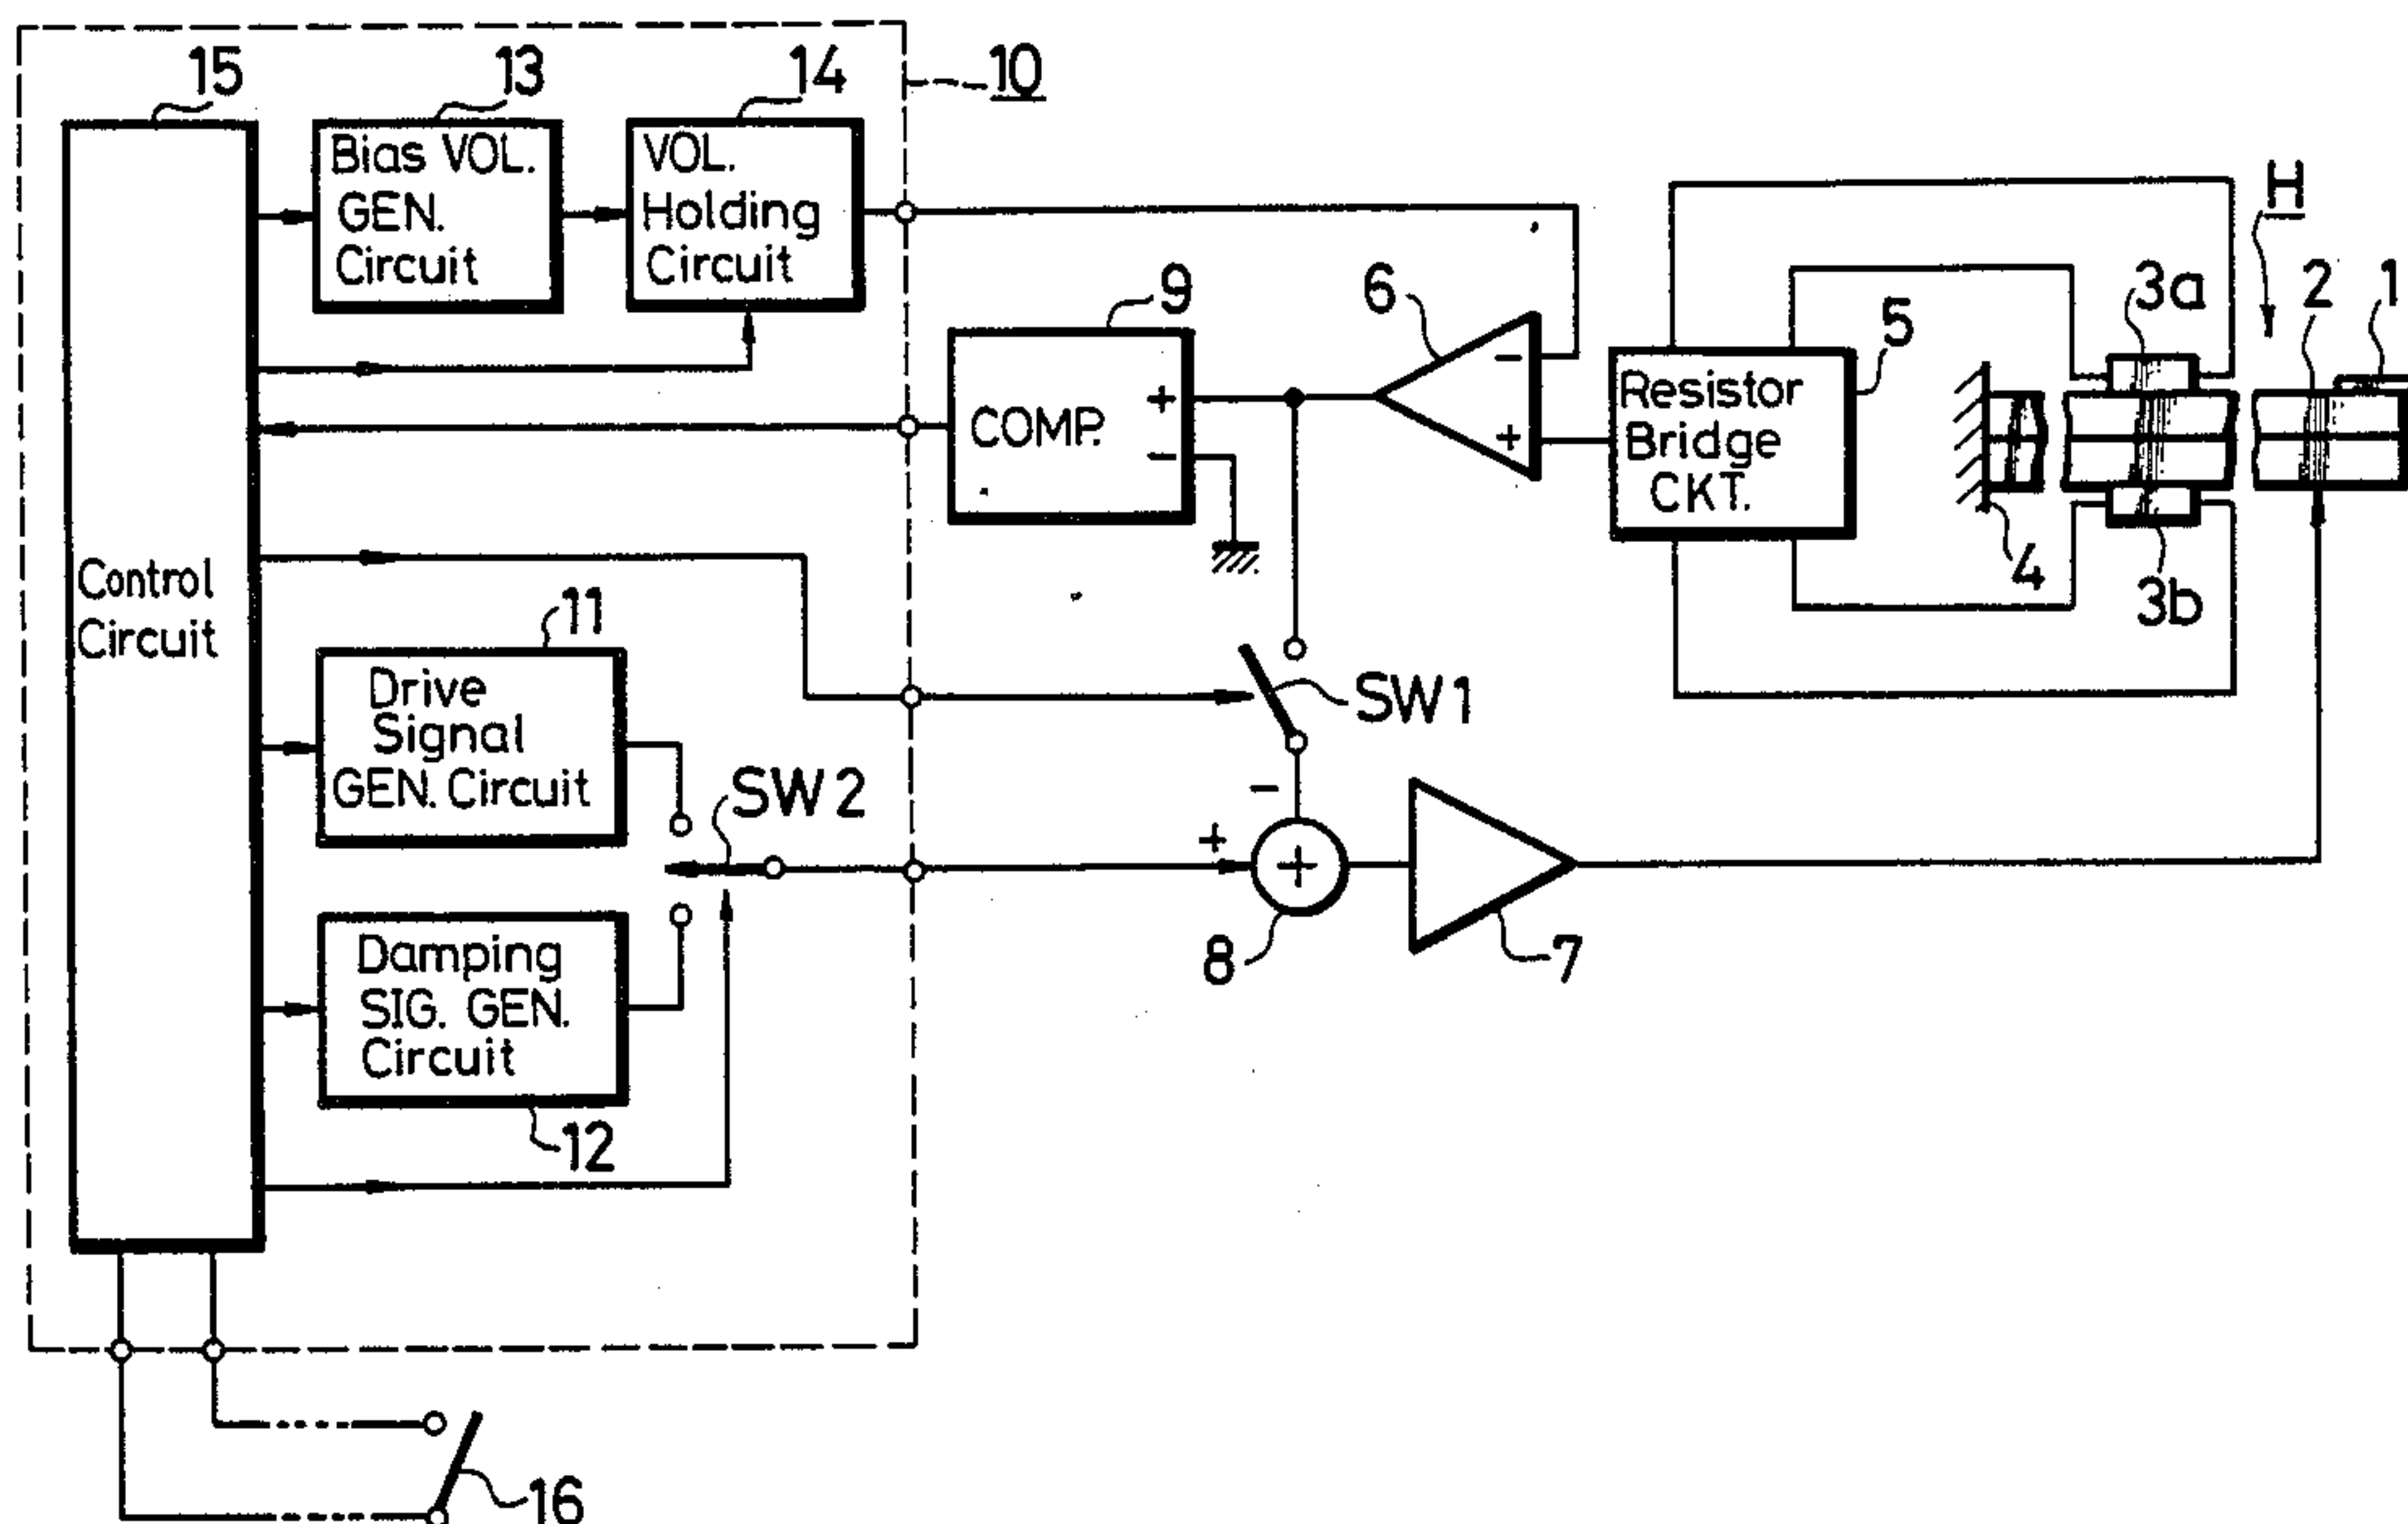 15
13
14
10
Bias VOL.
GEN.
Circuit
VOL.
Holding
Circuit
H
9
6
5
3a
2
1
COMP.
+
-
-
+
Resistor
Bridge
CKT.
4
3b
Control
Circuit
11
Drive
Signal
GEN. Circuit
SW1
SW2
-
+
+
8
7
Damping
SIG. GEN.
Circuit
12
16